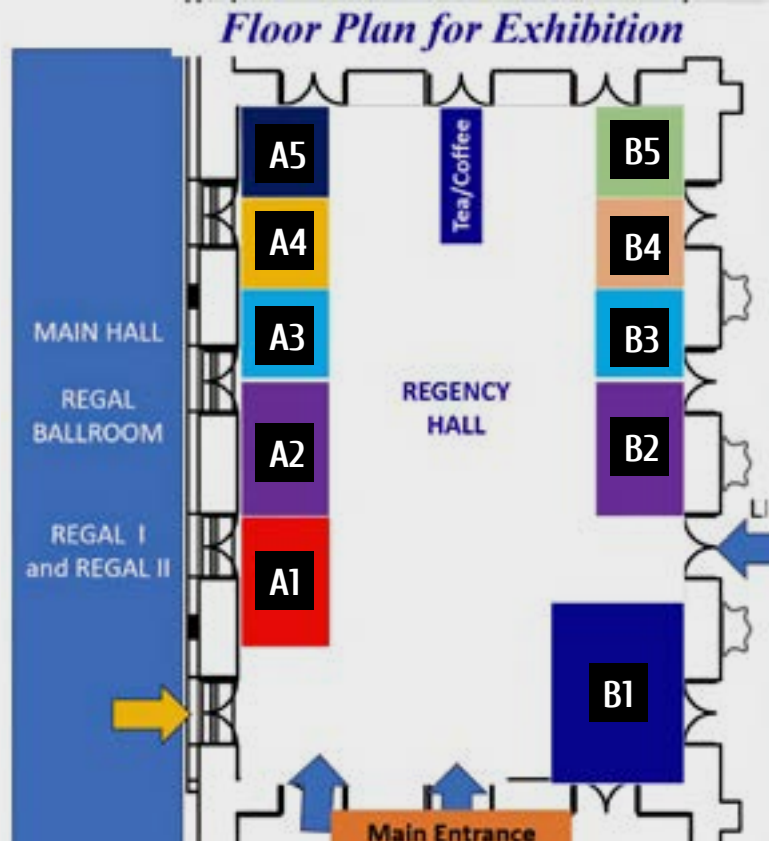 Floor Plan for Exhibition
A5
Tea/Coffee
B5
A4
B4
MAIN HALL
A3
B3
REGAL
BALLROOM
REGENCY
HALL
A2
B2
REGAL I
and REGAL II
A1
B1
Main Entrance